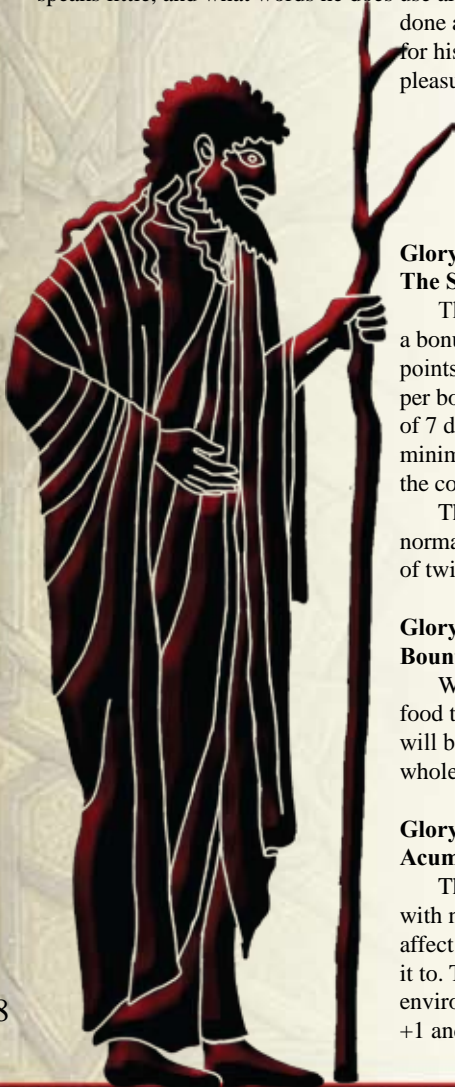 speaks little, and what words he does use
done a
for his
pleasu
Glory
The S
Th
a bonu
points
per bo
of 7 d
minim
the co
Th
norma
of twi
Glory
Boun
W
food t
will b
whole
Glory
Acum
Th
with r
affect
it to. T
enviro
+1 and
8